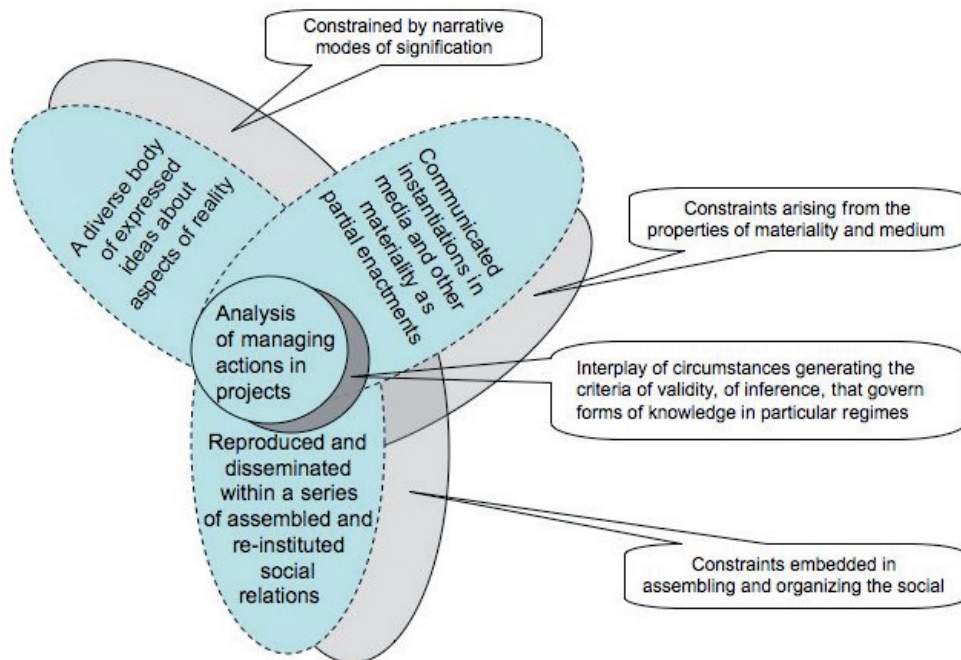 Constrained by narrative
modes of signification
A diverse body
of expressed
ideas about
aspects of reality
Communicated
instantiations in
media and other
materiality as
partial enactments
Constraints arising from the
properties of materiality and medium
Analysis
of managing
actions in
projects
Interplay of circumstances generating the
criteria of validity, of inference, that govern
forms of knowledge in particular regimes
Reproduced and
disseminated
within a series
of assembled and
re-instituted
social
relations
Constraints embedded in
assembling and organizing the social